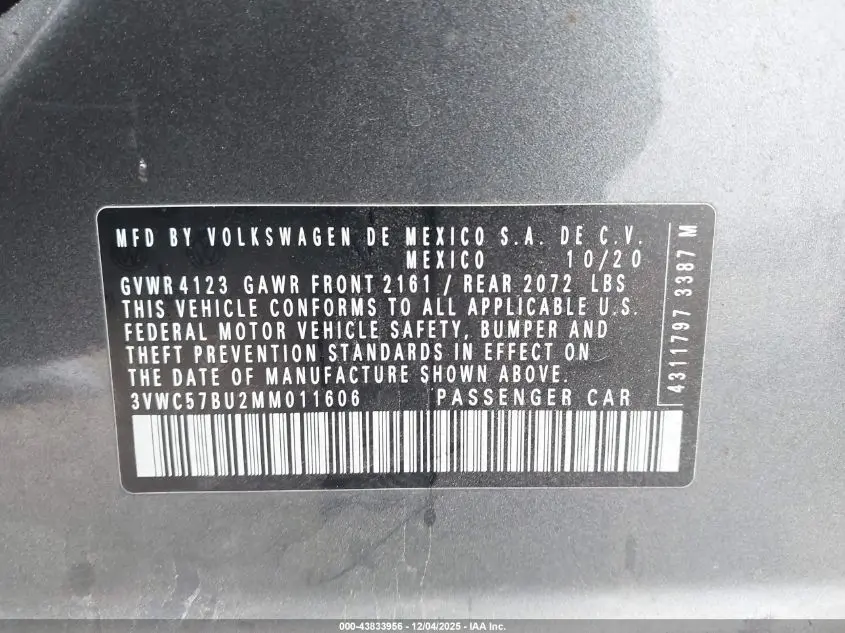 MFD BY VOLKSWAGEN DE MEXICO S.A. DE C.V.
MEXICO 10/20
GVWR 4123 GAWR FRONT 2161 / REAR 2072 LBS
THIS VEHICLE CONFORMS TO ALL APPLICABLE U.S.
FEDERAL MOTOR VEHICLE SAFETY, BUMPER AND
THEFT PREVENTION STANDARDS IN EFFECT ON
THE DATE OF MANUFACTURE SHOWN ABOVE.
3VWC57BU2MM011606 PASSENGER CAR
4311797 3387 M
000-43833956 - 12/04/2025 - IAA Inc.